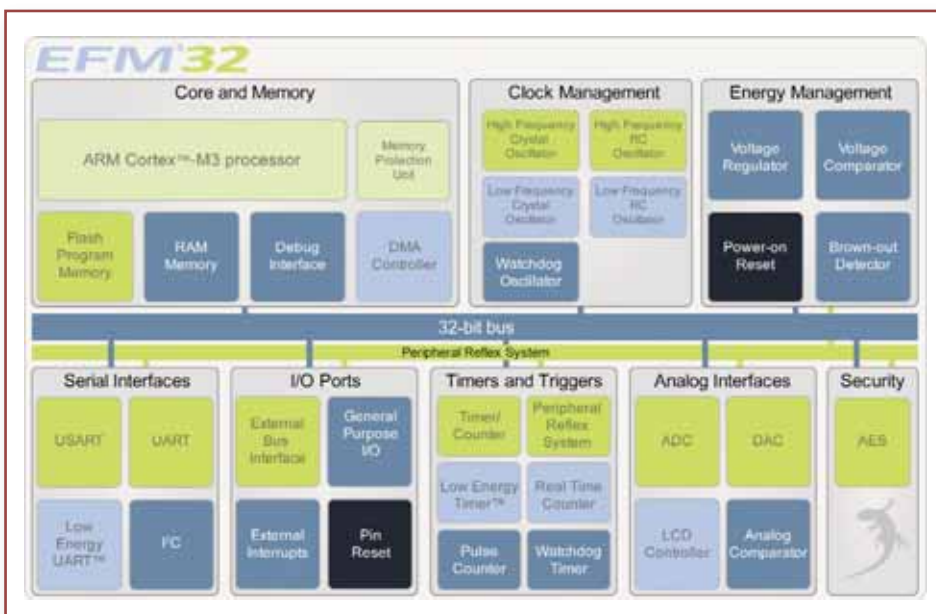 EFM®32
Core and Memory
ARM Cortex™-M3 processor
Memory
Protection
Unit
Flash
Program
Memory
RAM
Memory
Debug
Interface
DMA
Controller
Clock Management
High Frequency
Crystal
Oscillator
High Frequency
RC
Oscillator
Low Frequency
Crystal
Oscillator
Low Frequency
RC
Oscillator
Watchdog
Oscillator
Energy Management
Voltage
Regulator
Voltage
Comparator
Power-on
Reset
Brown-out
Detector
32-bit bus
Peripheral Reflex System
Serial Interfaces
USART
UART
Low
Energy
UART™
I²C
I/O Ports
External
Bus
Interface
General
Purpose
I/O
External
Interrupts
Pin
Reset
Timers and Triggers
Timer/
Counter
Peripheral
Reflex
System
Low Energy
Timer™
Real Time
Counter
Pulse
Counter
Watchdog
Timer
Analog Interfaces
ADC
DAC
LCD
Controller
Analog
Comparator
Security
AES